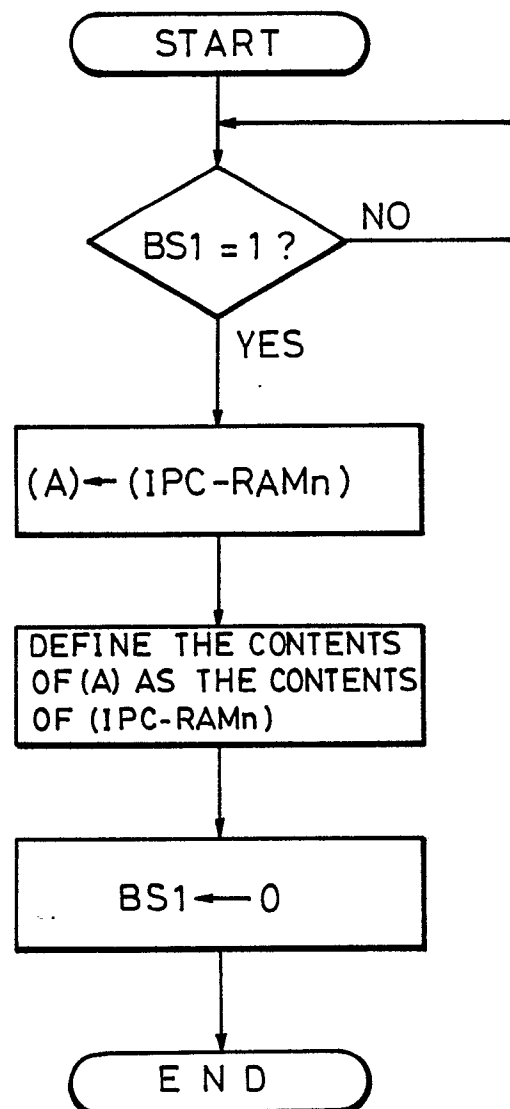 START
BS1 = 1 ?
NO
YES
(A)←(IPC-RAMn)
DEFINE THE CONTENTS
OF (A) AS THE CONTENTS
OF (IPC-RAMn)
BS1←0
END